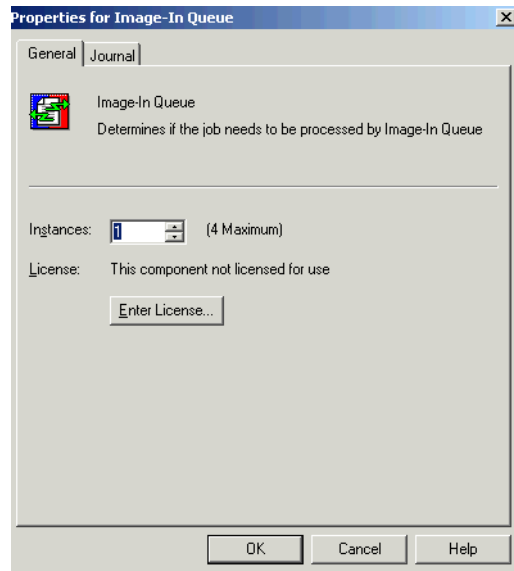 Properties for Image-In Queue
General Journal
Image-In Queue
Determines if the job needs to be processed by Image-In Queue
Instances: 1 (4 Maximum)
License: This component not licensed for use
Enter License...
OK Cancel Help